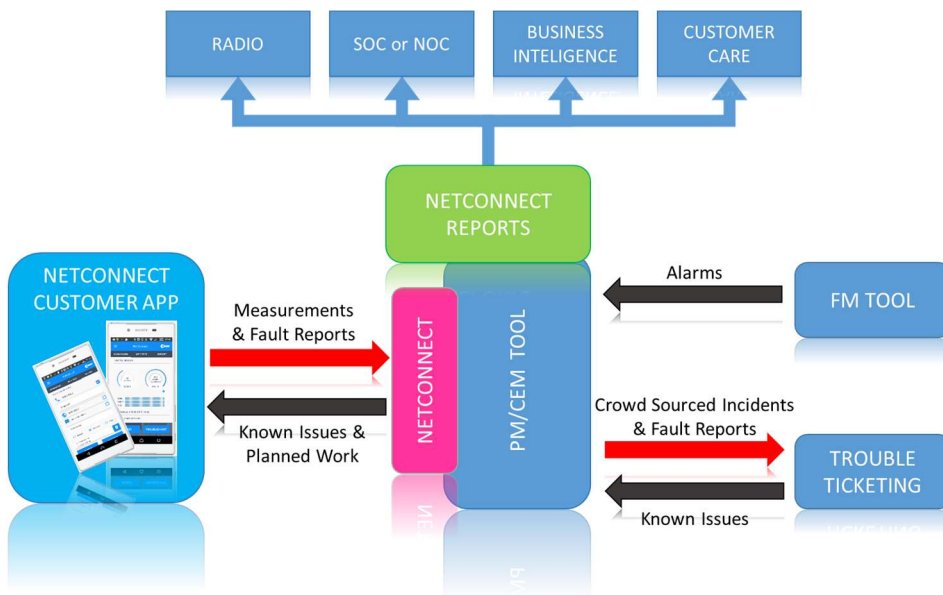 RADIO
SOC or NOC
BUSINESS
INTELIGENCE
CUSTOMER
CARE
NETCONNECT
REPORTS
NETCONNECT
CUSTOMER APP
Measurements
& Fault Reports
Known Issues &
Planned Work
NETCONNECT
PM/CEM TOOL
Alarms
FM TOOL
Crowd Sourced Incidents
& Fault Reports
Known Issues
TROUBLE
TICKETING